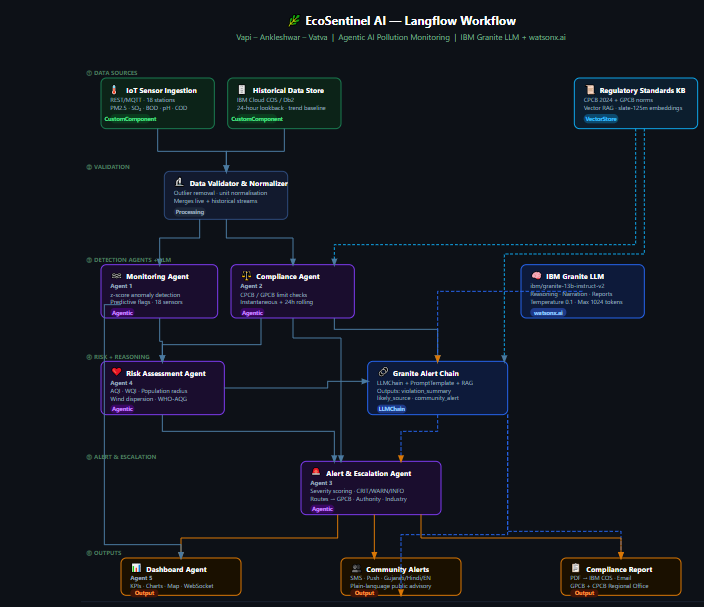 EcoSentinel AI — Langflow Workflow
Vapi – Ankleshwar – Vatva | Agentic AI Pollution Monitoring | IBM Granite LLM + watsonx.ai
① DATA SOURCES
IoT Sensor Ingestion
REST/MQTT · 18 stations
PM2.5 · SO₂ · BOD · pH · COD
CustomComponent
Historical Data Store
IBM Cloud COS / Db2
24-hour lookback · trend baseline
CustomComponent
Regulatory Standards KB
CPCB 2024 + GPCB norms
Vector RAG · slate-125m embeddings
VectorStore
② VALIDATION
Data Validator & Normalizer
Outlier removal · unit normalisation
Merges live + historical streams
Processing
③ DETECTION AGENTS + LLM
Monitoring Agent
Agent 1
z-score anomaly detection
Predictive flags · 18 sensors
Agentic
Compliance Agent
Agent 2
CPCB / GPCB limit checks
Instantaneous + 24h rolling
Agentic
IBM Granite LLM
ibm/granite-13b-instruct-v2
Reasoning · Narration · Reports
Temperature 0.1 · Max 1024 tokens
watsonx.ai
④ RISK + REASONING
Risk Assessment Agent
Agent 4
AQI · WQI · Population radius
Wind dispersion · WHO-AQG
Agentic
Granite Alert Chain
LLMChain + PromptTemplate + RAG
Outputs: violation_summary
likely_source · community_alert
LLMChain
⑤ ALERT & ESCALATION
Alert & Escalation Agent
Agent 3
Severity scoring · CRIT/WARN/INFO
Routes → GPCB · Authority · Industry
Agentic
⑥ OUTPUTS
Dashboard Agent
Agent 5
KPIs · Charts · Map · WebSocket
Output
Community Alerts
SMS · Push · Gujarati/Hindi/EN
Plain-language public advisory
Output
Compliance Report
PDF → IBM COS · Email
GPCB + CPCB Regional Office
Output